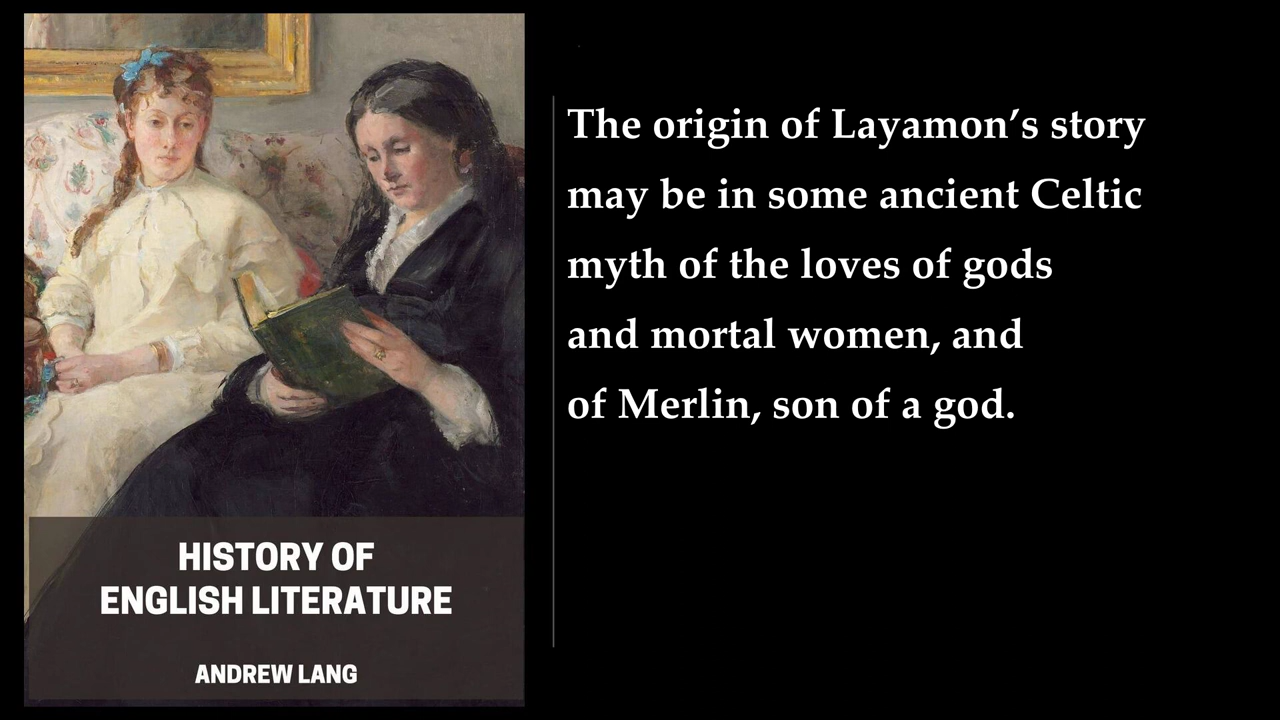 The origin of Layamon’s story
may be in some ancient Celtic
myth of the loves of gods
and mortal women, and
of Merlin, son of a god.
HISTORY OF
ENGLISH LITERATURE
ANDREW LANG